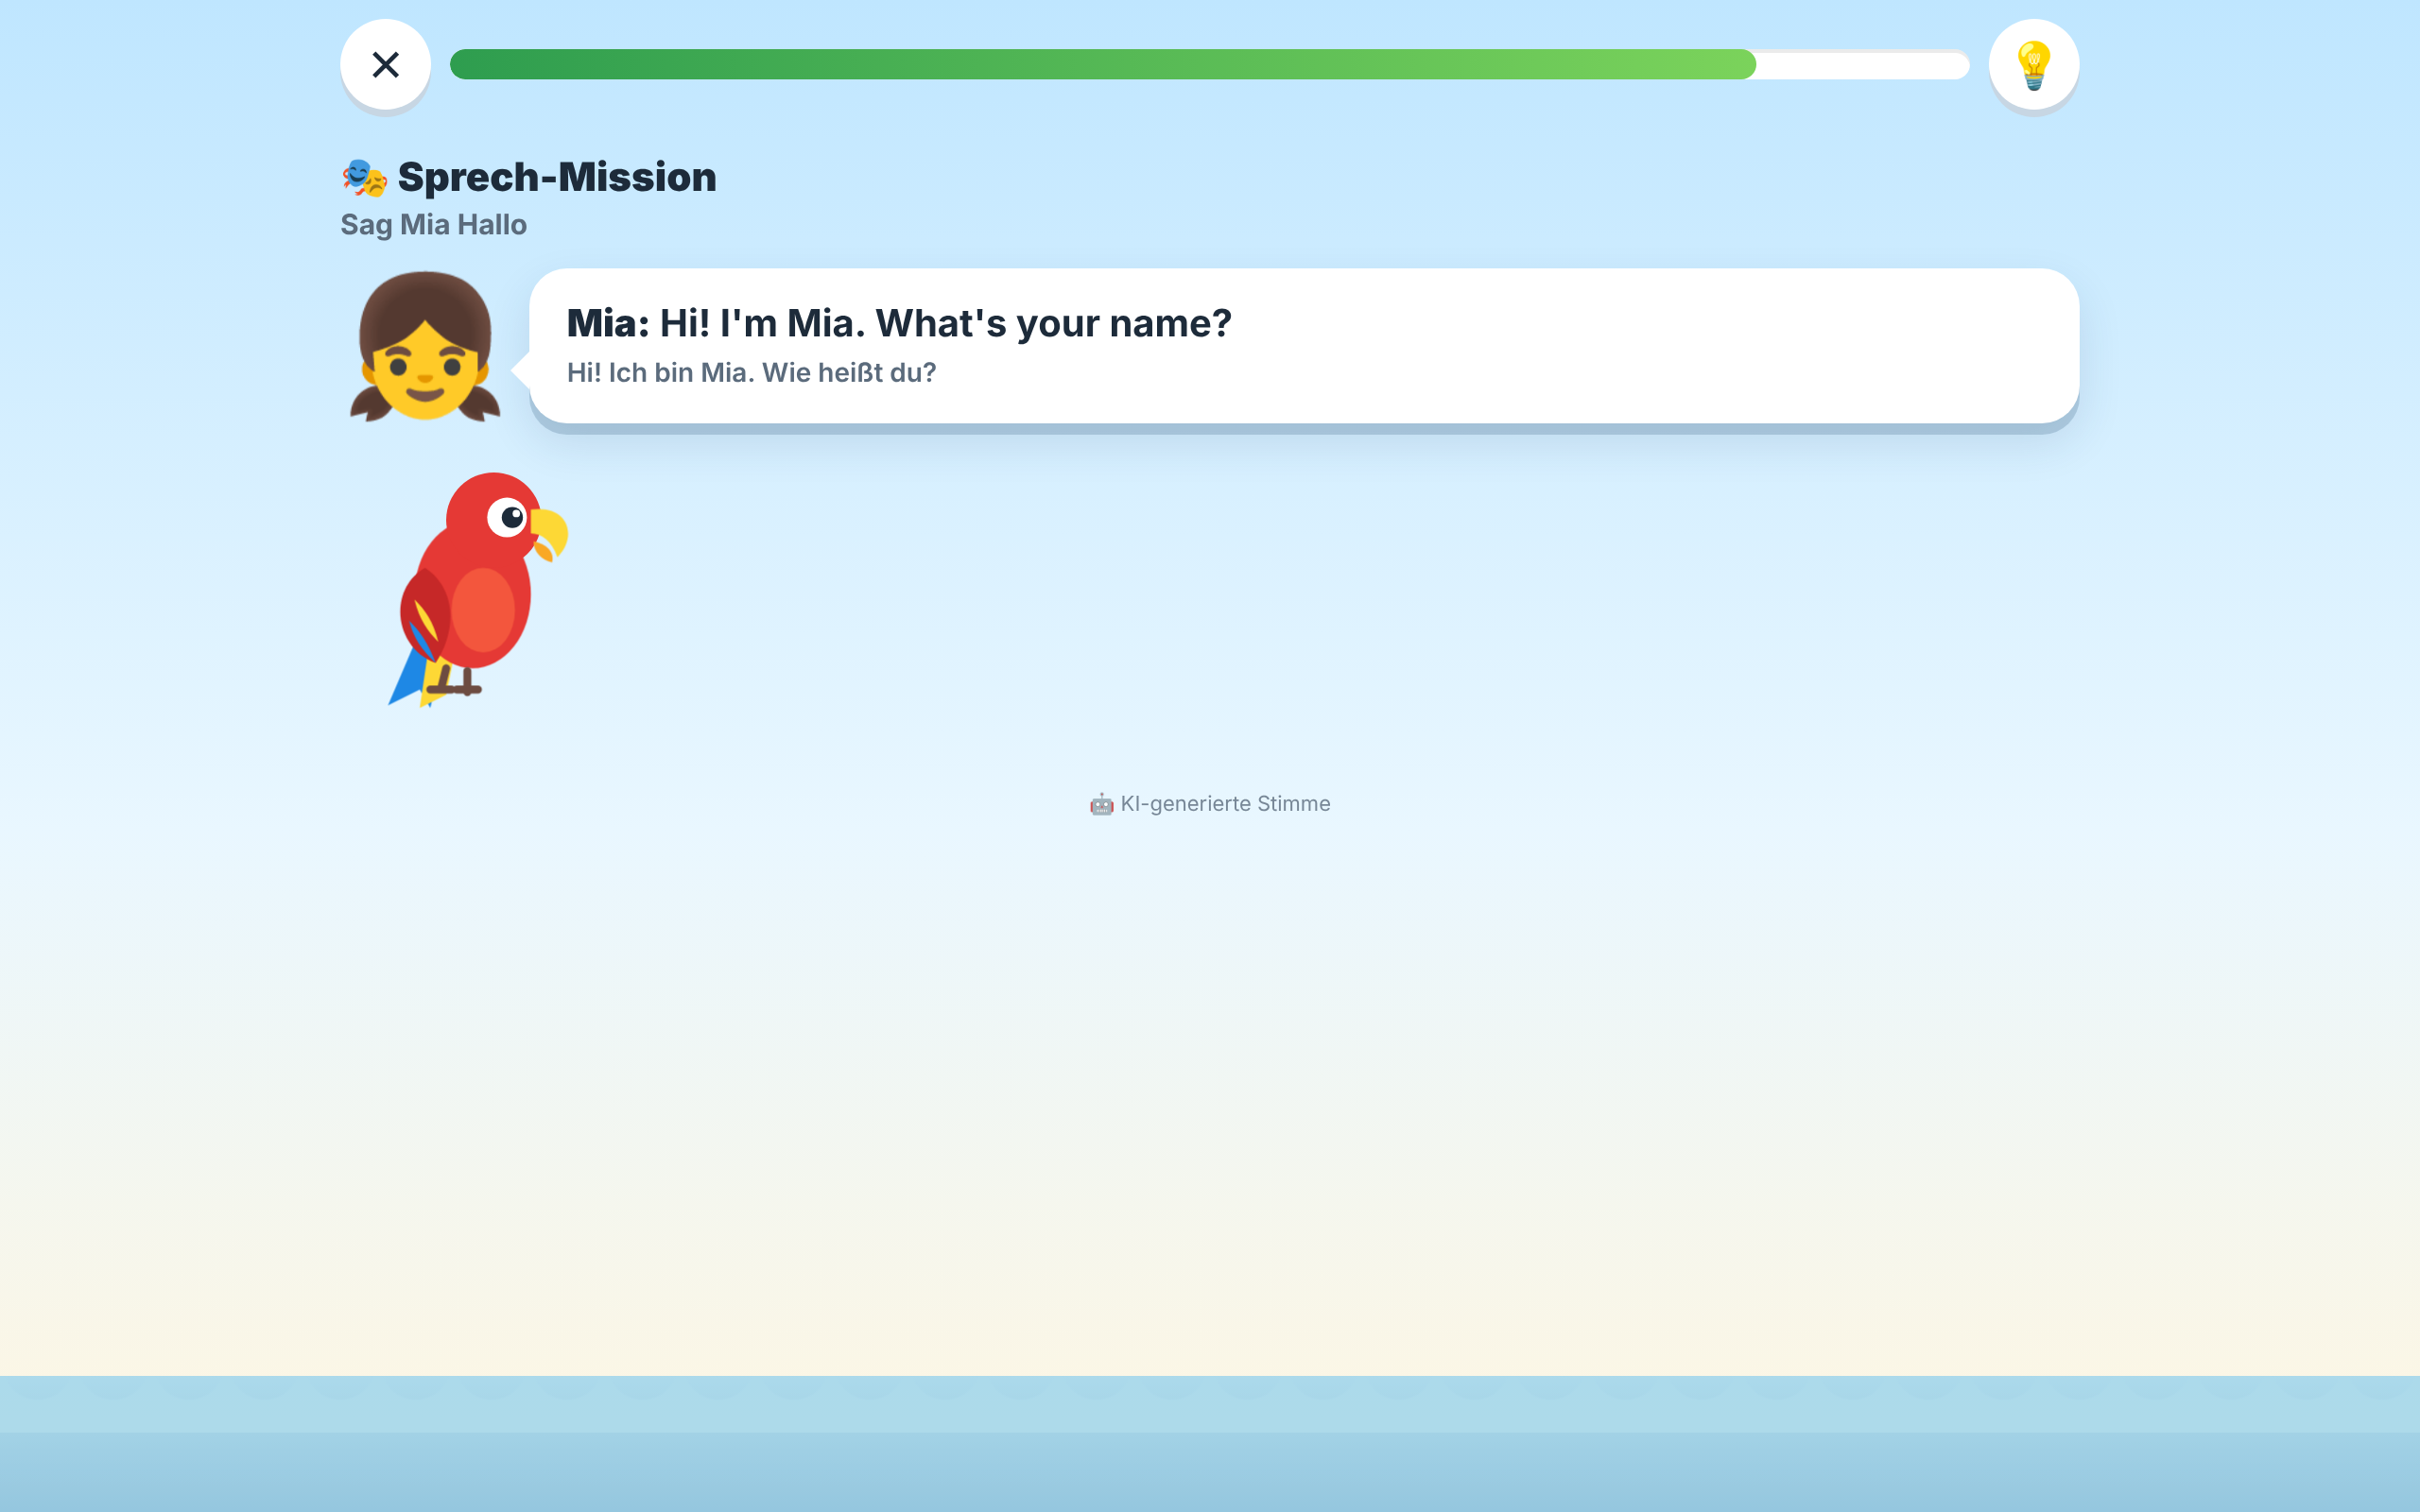 Sprech-Mission
Sag Mia Hallo
Mia: Hi! I'm Mia. What's your name?
Hi! Ich bin Mia. Wie heißt du?
KI-generierte Stimme